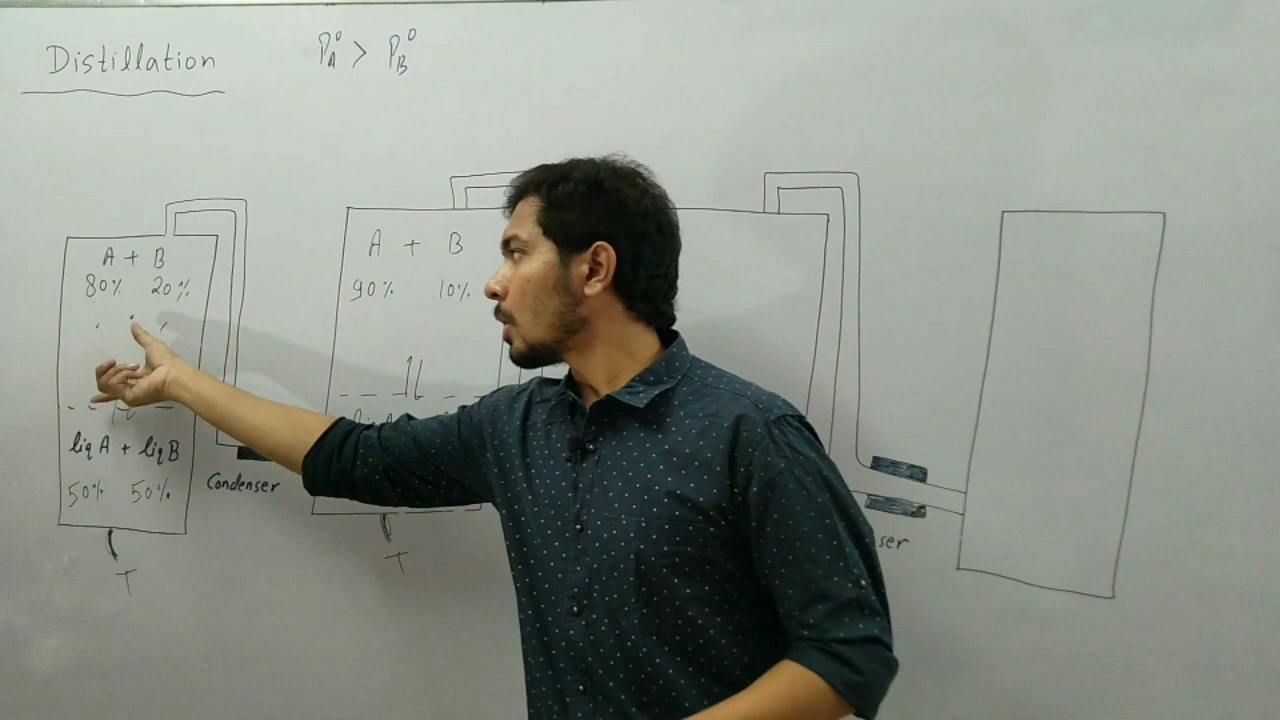 Distillation
P°A > P°B
A + B
80% 20%
liq A + liq B
50% 50%
T
Condenser
A + B
90% 10%
T